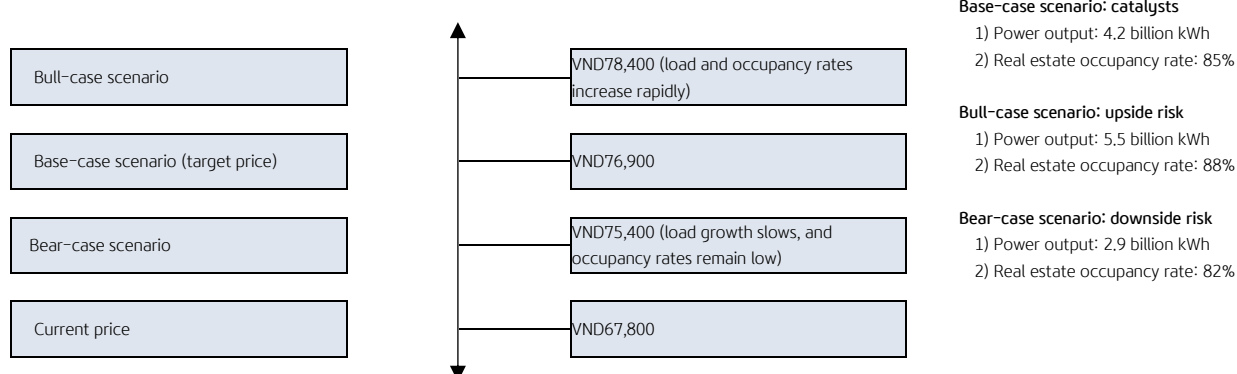 Bull-case scenario
VND78,400 (load and occupancy rates
increase rapidly)
Base-case scenario (target price)
VND76,900
Bear-case scenario
VND75,400 (load growth slows, and
occupancy rates remain low)
Current price
VND67,800
Base-case scenario: catalysts
1) Power output: 4.2 billion kWh
2) Real estate occupancy rate: 85%
Bull-case scenario: upside risk
1) Power output: 5.5 billion kWh
2) Real estate occupancy rate: 88%
Bear-case scenario: downside risk
1) Power output: 2.9 billion kWh
2) Real estate occupancy rate: 82%